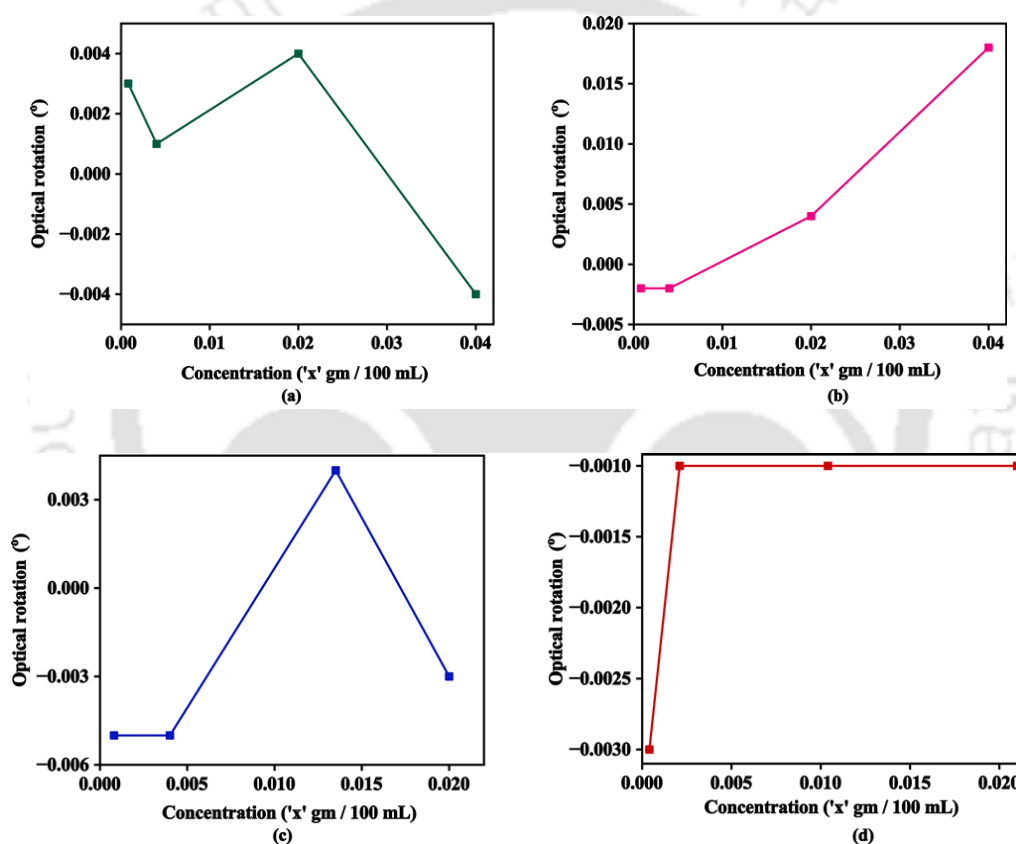 0.004
0.002
0.000
−0.002
−0.004
Optical rotation (º)
0.00 0.01 0.02 0.03 0.04
Concentration ('x' gm / 100 mL)
(a)
0.020
0.015
0.010
0.005
0.000
−0.005
Optical rotation (º)
0.00 0.01 0.02 0.03 0.04
Concentration ('x' gm / 100 mL)
(b)
0.003
0.000
−0.003
−0.006
Optical rotation (º)
0.000 0.005 0.010 0.015 0.020
Concentration ('x' gm / 100 mL)
(c)
−0.0010
−0.0015
−0.0020
−0.0025
−0.0030
Optical rotation (º)
0.000 0.005 0.010 0.015 0.020
Concentration ('x' gm / 100 mL)
(d)